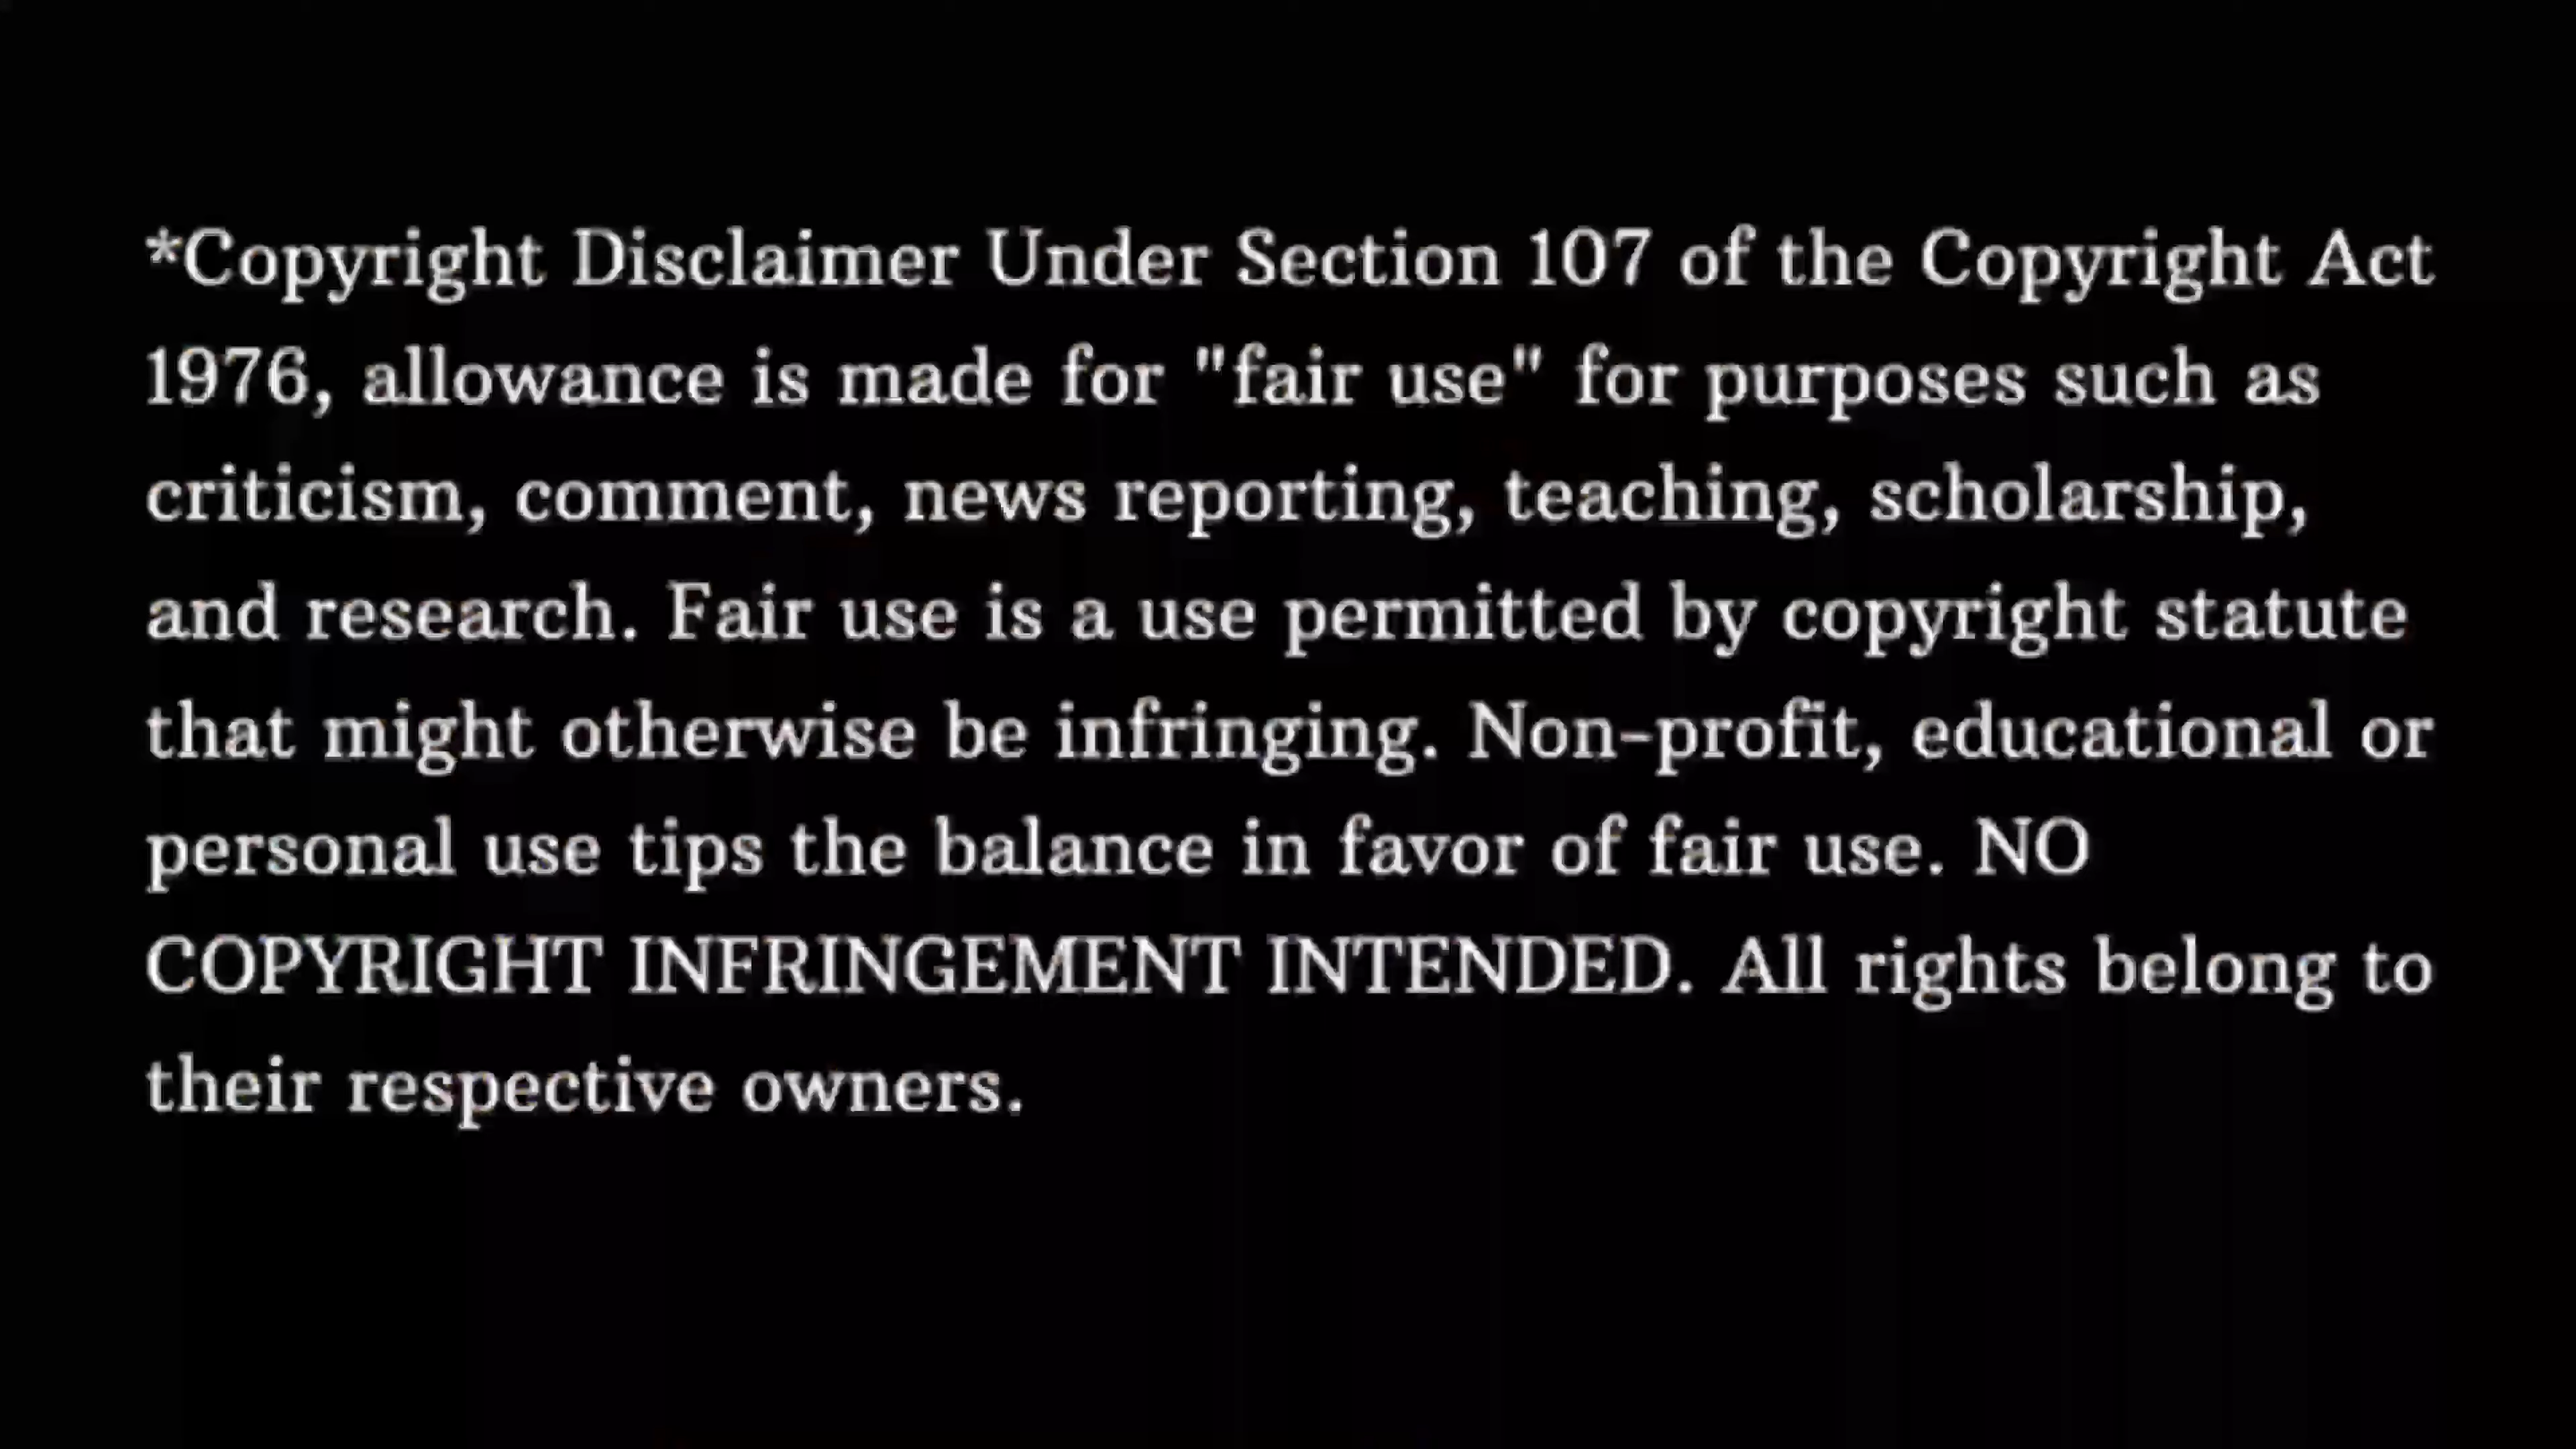 *Copyright Disclaimer Under Section 107 of the Copyright Act
1976, allowance is made for "fair use" for purposes such as
criticism, comment, news reporting, teaching, scholarship,
and research. Fair use is a use permitted by copyright statute
that might otherwise be infringing. Non-profit, educational or
personal use tips the balance in favor of fair use. NO
COPYRIGHT INFRINGEMENT INTENDED. All rights belong to
their respective owners.